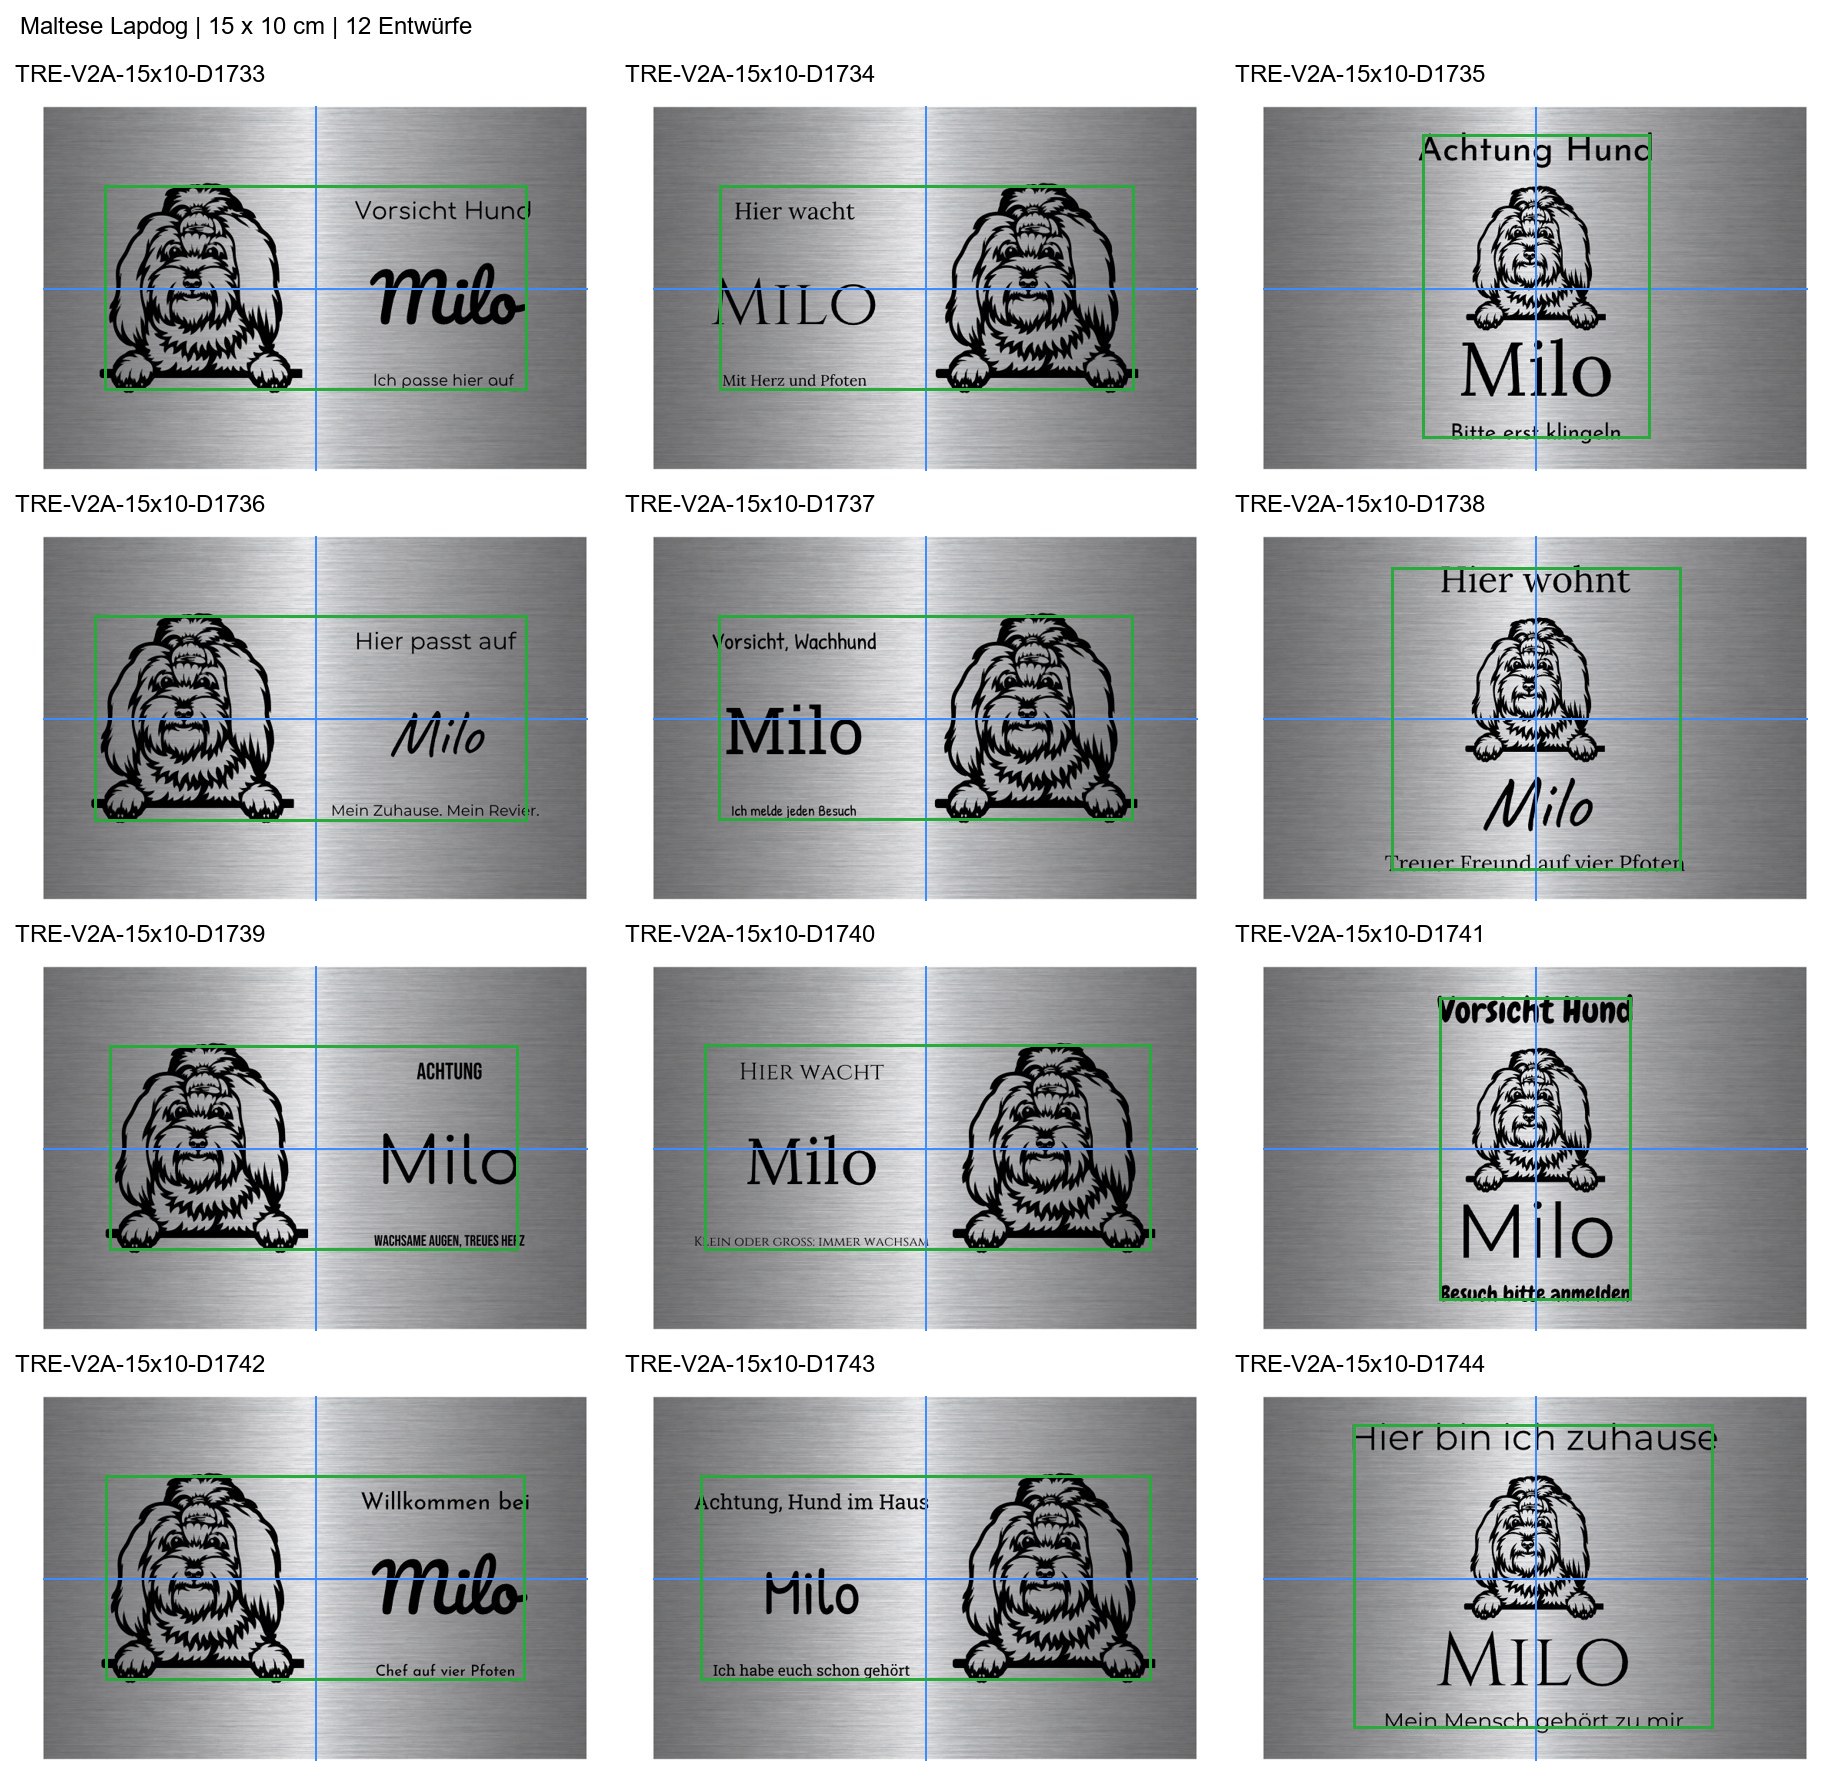 Maltese Lapdog | 15 x 10 cm | 12 Entwürfe
TRE-V2A-15x10-D1733
Vorsicht Hund
Milo
Ich passe hier auf
TRE-V2A-15x10-D1734
Hier wacht
Milo
Mit Herz und Pfoten
TRE-V2A-15x10-D1735
Achtung Hund
Milo
Bitte erst klingeln
TRE-V2A-15x10-D1736
Hier passt auf
Milo
Mein Zuhause. Mein Revier.
TRE-V2A-15x10-D1737
Vorsicht, Wachhund
Milo
Ich melde jeden Besuch
TRE-V2A-15x10-D1738
Hier wohnt
Milo
Treuer Freund auf vier Pfoten
TRE-V2A-15x10-D1739
ACHTUNG
Milo
WACHSAME AUGEN, TREUES HERZ
TRE-V2A-15x10-D1740
Hier wacht
Milo
Klein oder gross: immer wachsam
TRE-V2A-15x10-D1741
Vorsicht Hund
Milo
Besuch bitte anmelden
TRE-V2A-15x10-D1742
Willkommen bei
Milo
Chef auf vier Pfoten
TRE-V2A-15x10-D1743
Achtung, Hund im Haus
Milo
Ich habe euch schon gehört
TRE-V2A-15x10-D1744
Hier bin ich zuhause
Milo
Mein Mensch gehört zu mir